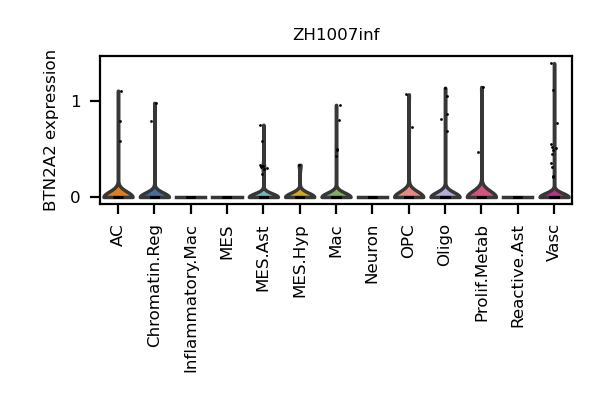 ZH1007inf
BTN2A2 expression
1
0
AC
Chromatin.Reg
Inflammatory.Mac
MES
MES.Ast
MES.Hyp
Mac
Neuron
OPC
Oligo
Prolif.Metab
Reactive.Ast
Vasc